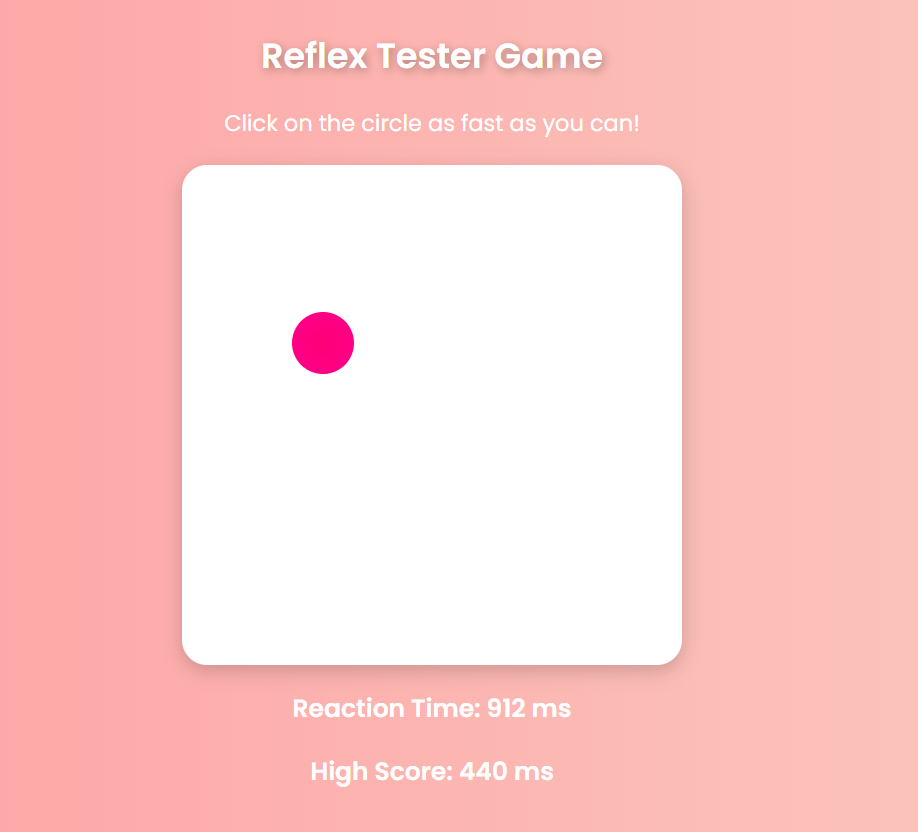 Reflex Tester Game
Click on the circle as fast as you can!
Reaction Time: 912 ms
High Score: 440 ms